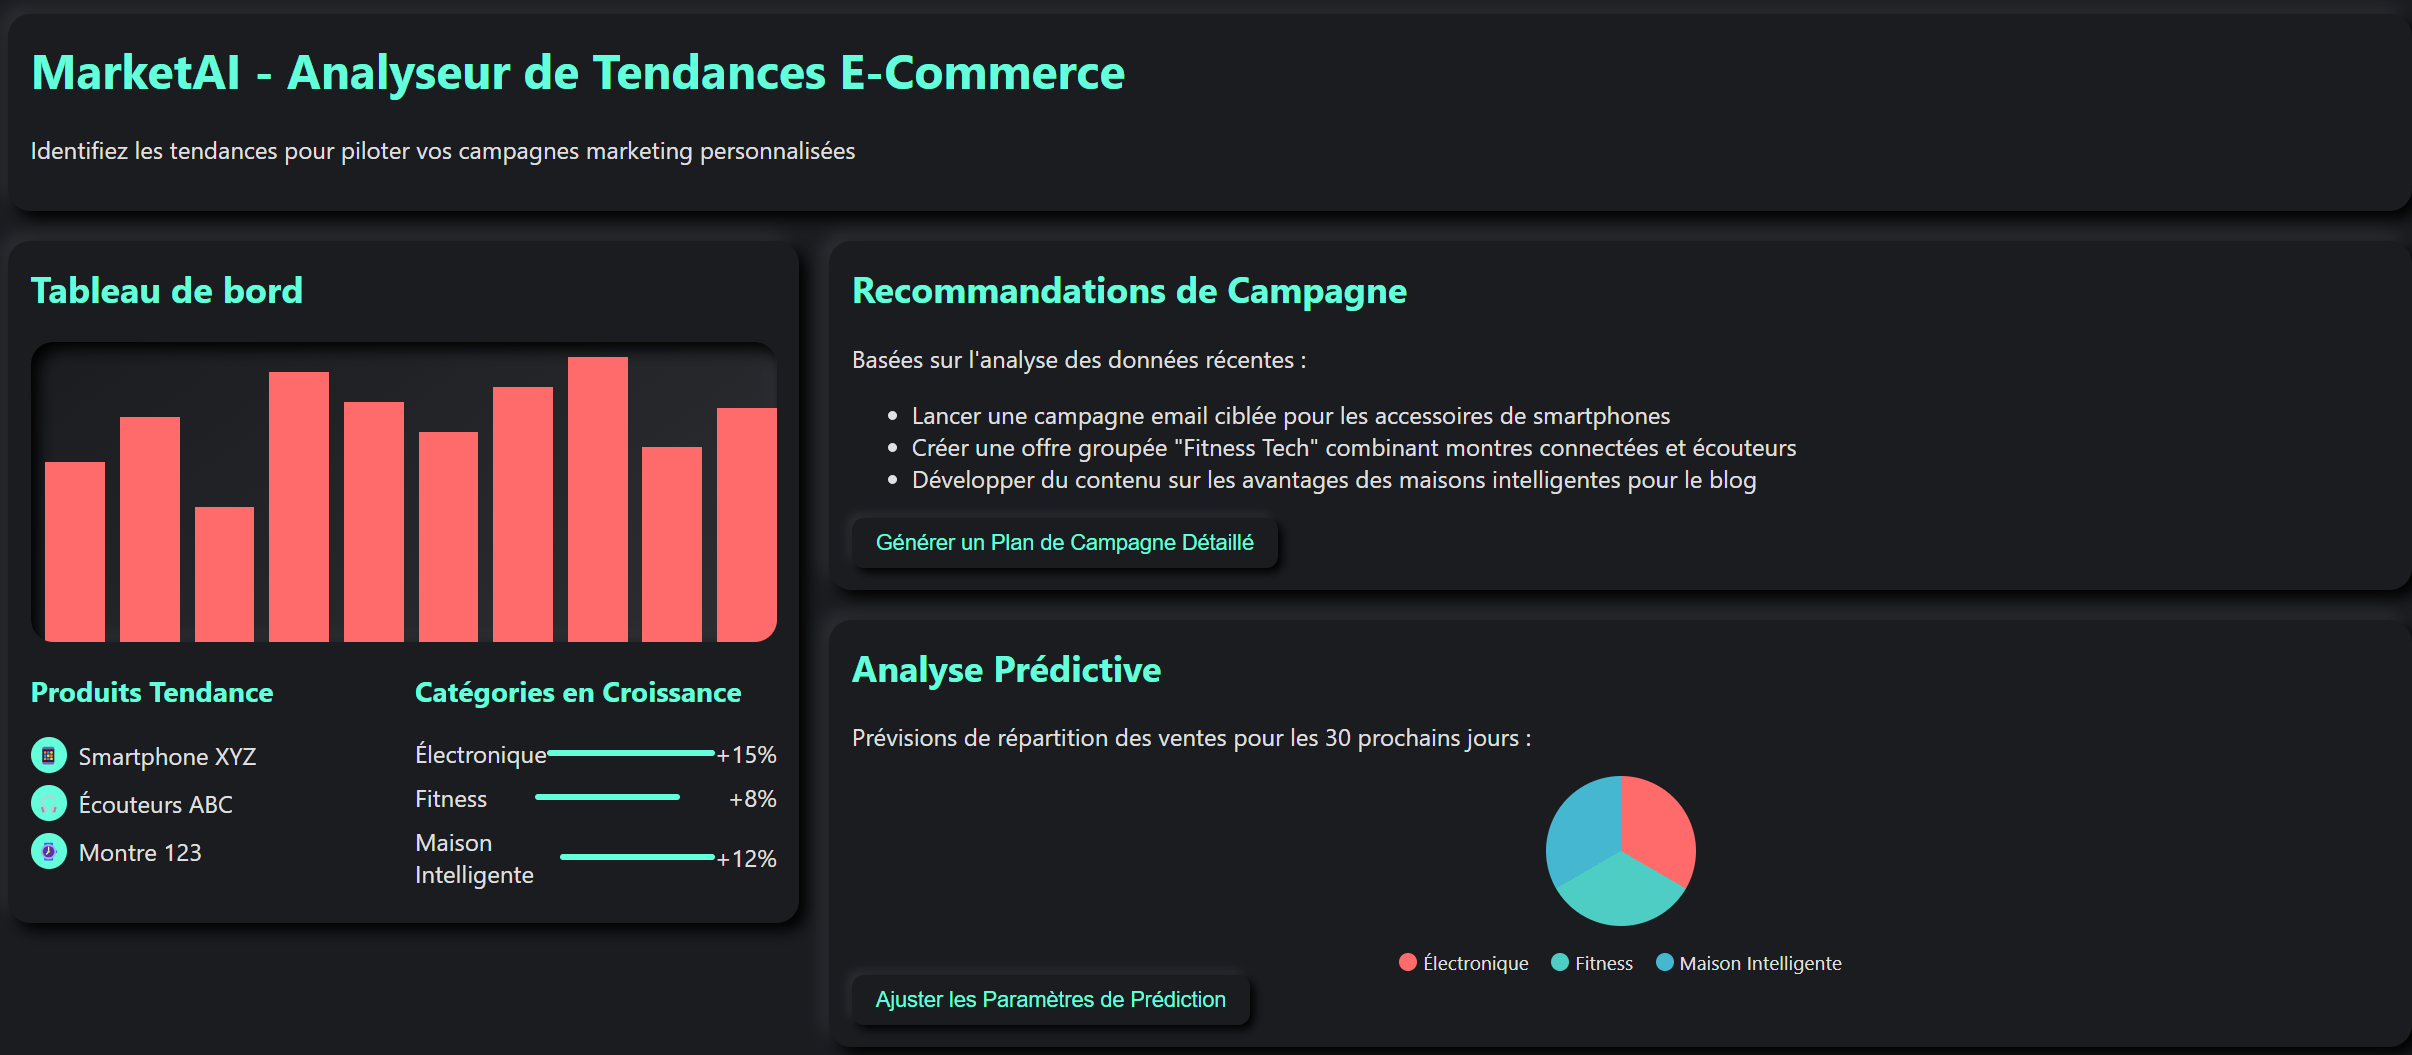 MarketAI - Analyseur de Tendances E-Commerce
Identifiez les tendances pour piloter vos campagnes marketing personnalisées
Tableau de bord
Produits Tendance
Smartphone XYZ
Écouteurs ABC
Montre 123
Catégories en Croissance
Électronique +15%
Fitness +8%
Maison
Intelligente +12%
Recommandations de Campagne
Basées sur l'analyse des données récentes :
• Lancer une campagne email ciblée pour les accessoires de smartphones
• Créer une offre groupée "Fitness Tech" combinant montres connectées et écouteurs
• Développer du contenu sur les avantages des maisons intelligentes pour le blog
Générer un Plan de Campagne Détaillé
Analyse Prédictive
Prévisions de répartition des ventes pour les 30 prochains jours :
Électronique Fitness Maison Intelligente
Ajuster les Paramètres de Prédiction